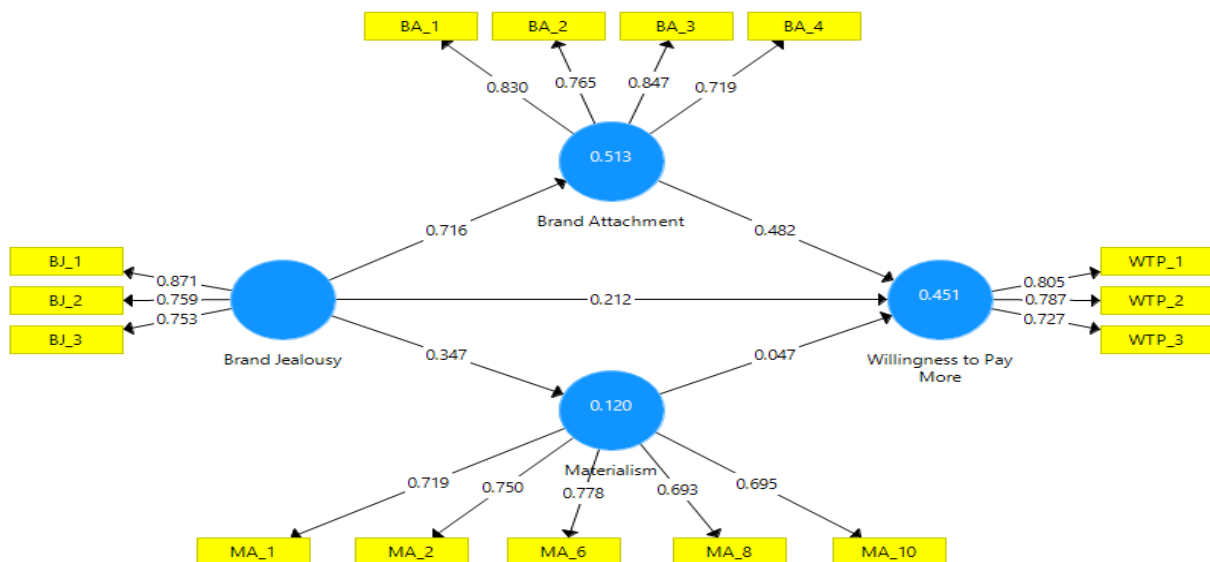 BA_1 BA_2 BA_3 BA_4
0.830 0.765 0.847 0.719
0.513
Brand Attachment
0.716 0.482
BJ_1
BJ_2
BJ_3
0.871
0.759
0.753
Brand Jealousy
0.212
0.451
Willingness to Pay
More
0.805
0.787
0.727
WTP_1
WTP_2
WTP_3
0.347 0.047
0.120
Materialism
0.719 0.750 0.778 0.693 0.695
MA_1 MA_2 MA_6 MA_8 MA_10